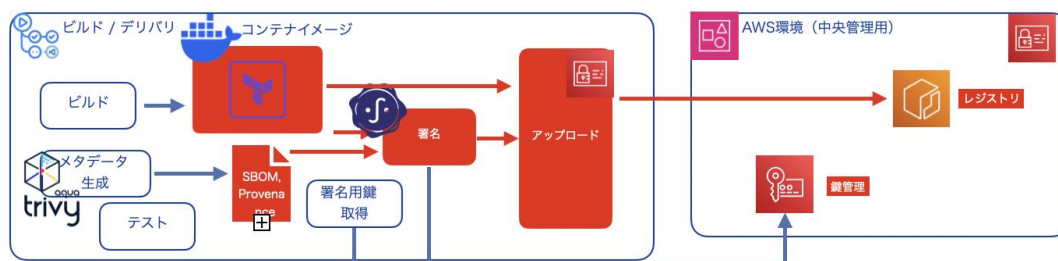 ビルド / デリバリ
コンテナイメージ
AWS環境（中央管理用）
ビルド
メタデータ
生成
aqua
trivy
テスト
SBOM,
Provena
nce
署名
署名用鍵
取得
アップロード
レジストリ
鍵管理